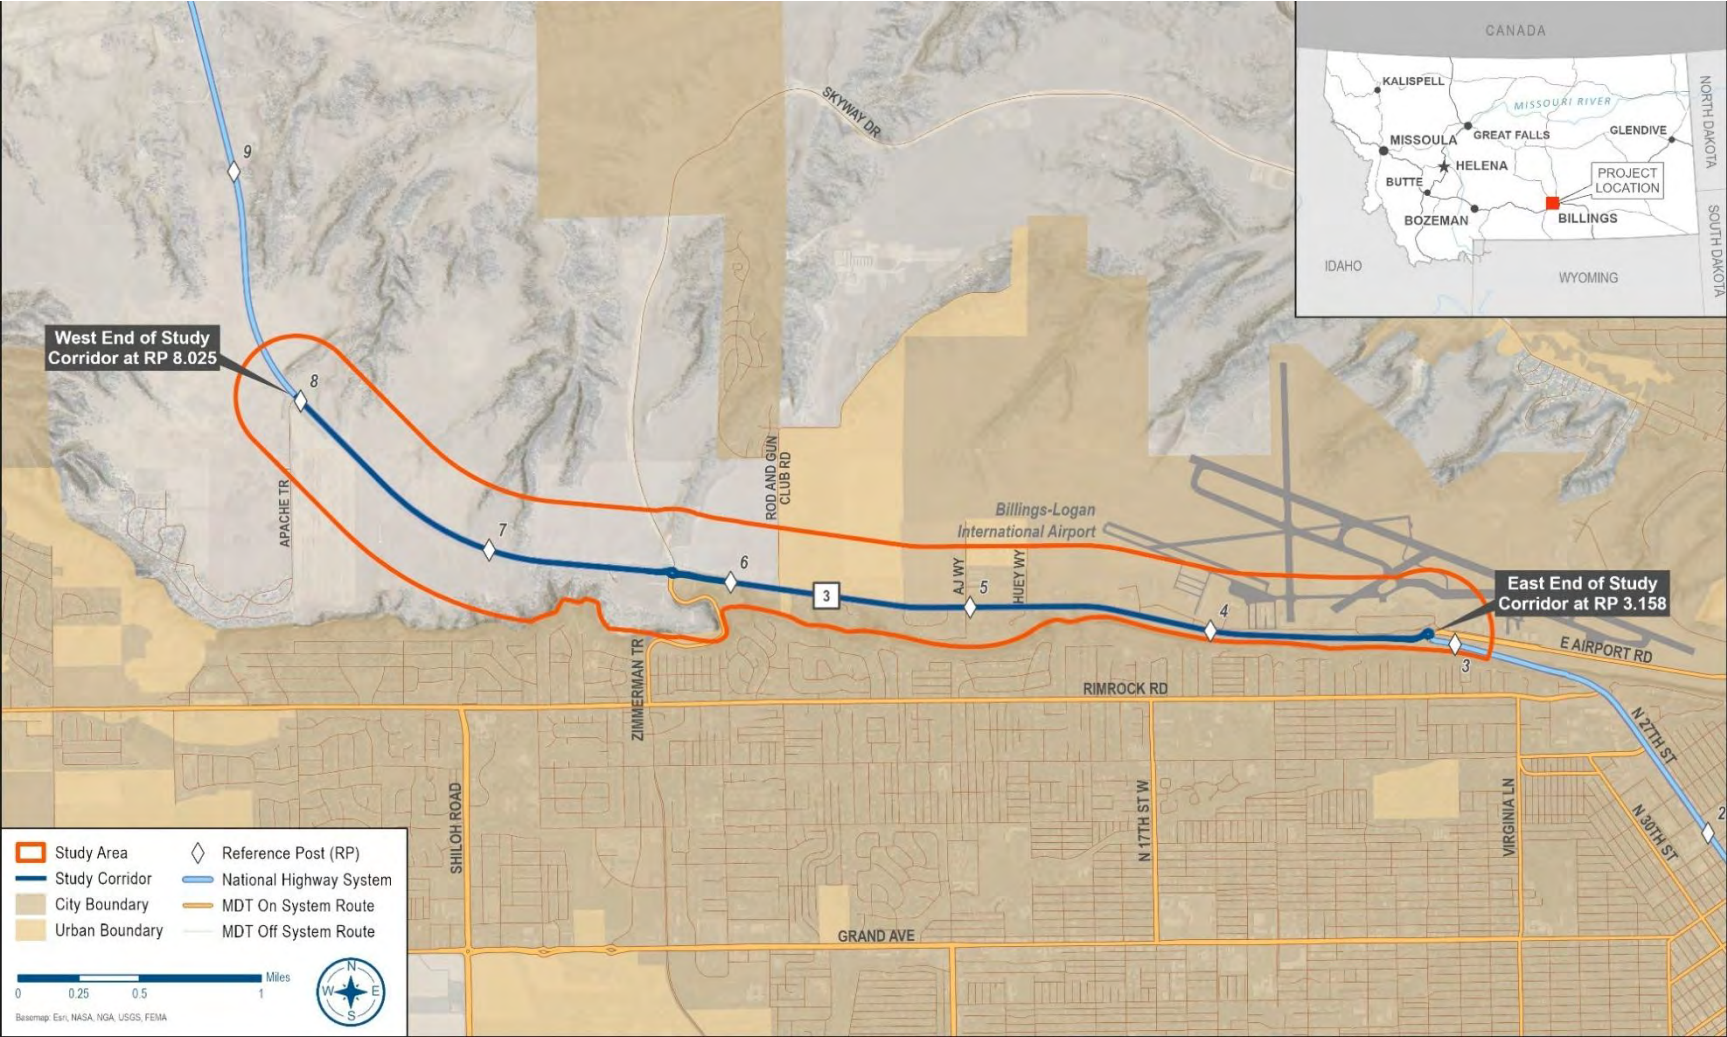 CANADA
KALISPELL
MISSOURI RIVER
NORTH DAKOTA
MISSOULA
GREAT FALLS
GLENDIVE
HELENA
BUTTE
PROJECT
LOCATION
BOZEMAN
BILLINGS
SOUTH DAKOTA
IDAHO
WYOMING
SKYWAY DR
9
West End of Study
Corridor at RP 8.025
8
APACHE TR
7
ROD AND GUN
CLUB RD
6
3
Billings-Logan
International Airport
AJ WY
5
HUEY WY
4
East End of Study
Corridor at RP 3.158
3
E AIRPORT RD
ZIMMERMAN TR
RIMROCK RD
N 27TH ST
SHILOH ROAD
N 17TH ST W
VIRGINIA LN
N 30TH ST
2
GRAND AVE
Study Area
Reference Post (RP)
Study Corridor
National Highway System
City Boundary
MDT On System Route
Urban Boundary
MDT Off System Route
Miles
0 0.25 0.5 1
N
W E
S
Basemap: Esri, NASA, NGA, USGS, FEMA